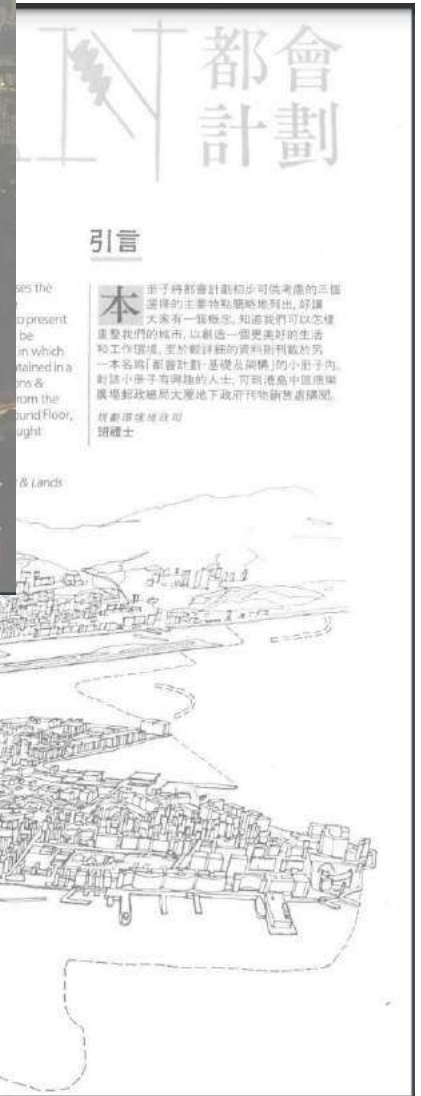 都會
計劃
引言
ses the
to present
be
in which
tained in a
ons &
rom the
ound Floor,
ught
& Lands
本冊子將都會計劃初步可供考慮的三個
選擇的主要特點簡略地列出，好讓
大家有一個概念，知道我們可以怎樣
重整我們的城市，以創造一個更美好的生活
和工作環境。至於較詳細的資料則刊載於另
一本名為「都會計劃-基礎及架構」的小冊子內。
對該小冊子有興趣的人士，可到港島中區康樂
廣場郵政總局大廈地下政府刊物銷售處購閱。
規劃環境地政司
班禮士